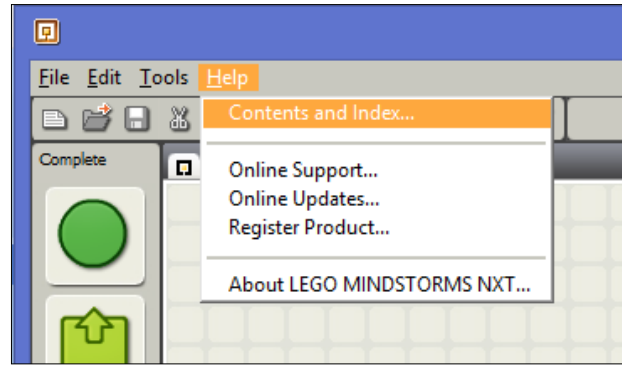 File Edit Tools Help
Contents and Index...
Complete
Online Support...
Online Updates...
Register Product...
About LEGO MINDSTORMS NXT...